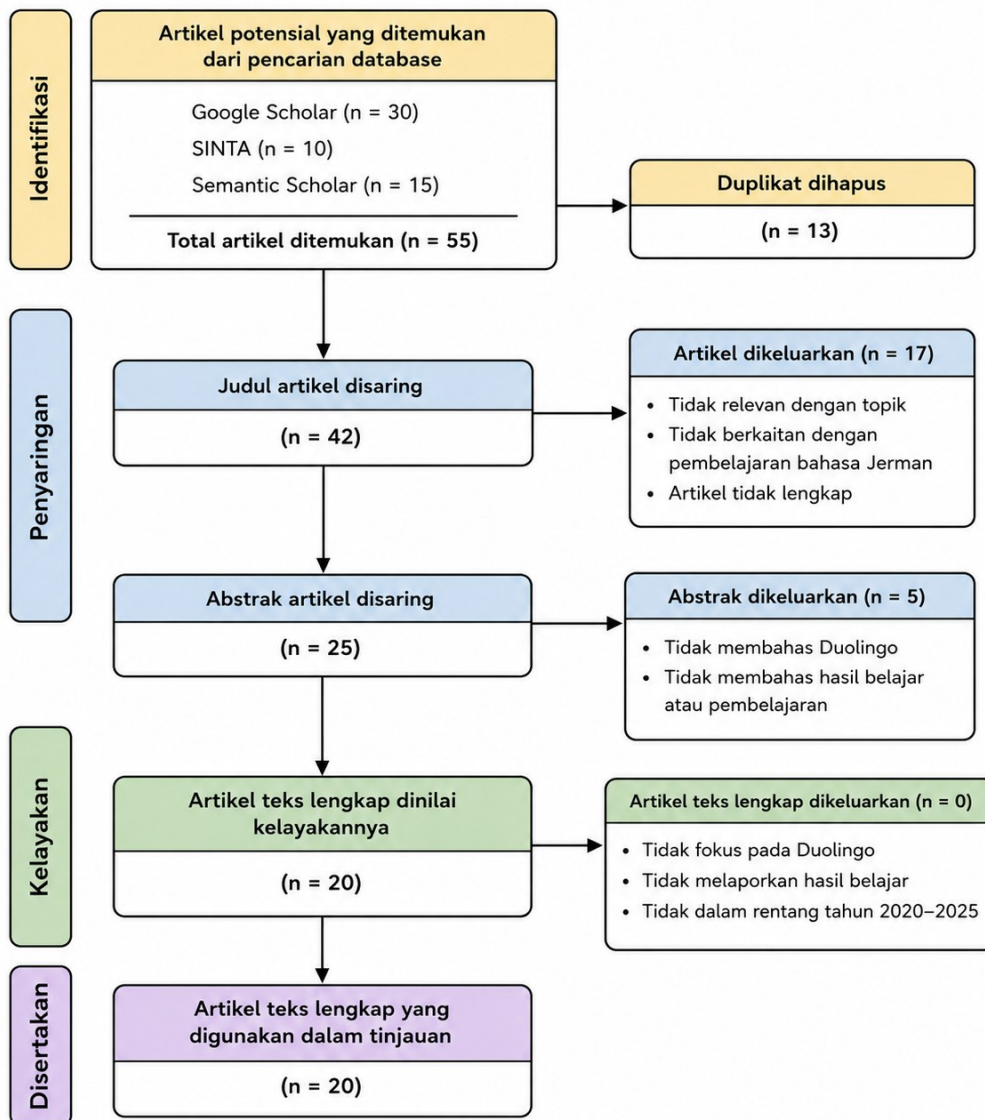 Identifikasi
Artikel potensial yang ditemukan
dari pencarian database
Google Scholar (n = 30)
SINTA (n = 10)
Semantic Scholar (n = 15)
Total artikel ditemukan (n = 55)
Duplikat dihapus
(n = 13)
Penyaringan
Judul artikel disaring
(n = 42)
Artikel dikeluarkan (n = 17)
• Tidak relevan dengan topik
• Tidak berkaitan dengan
pembelajaran bahasa Jerman
• Artikel tidak lengkap
Abstrak artikel disaring
(n = 25)
Abstrak dikeluarkan (n = 5)
• Tidak membahas Duolingo
• Tidak membahas hasil belajar
atau pembelajaran
Kelayakan
Artikel teks lengkap dinilai
kelayakannya
(n = 20)
Artikel teks lengkap dikeluarkan (n = 0)
• Tidak fokus pada Duolingo
• Tidak melaporkan hasil belajar
• Tidak dalam rentang tahun 2020–2025
Disertakan
Artikel teks lengkap yang
digunakan dalam tinjauan
(n = 20)